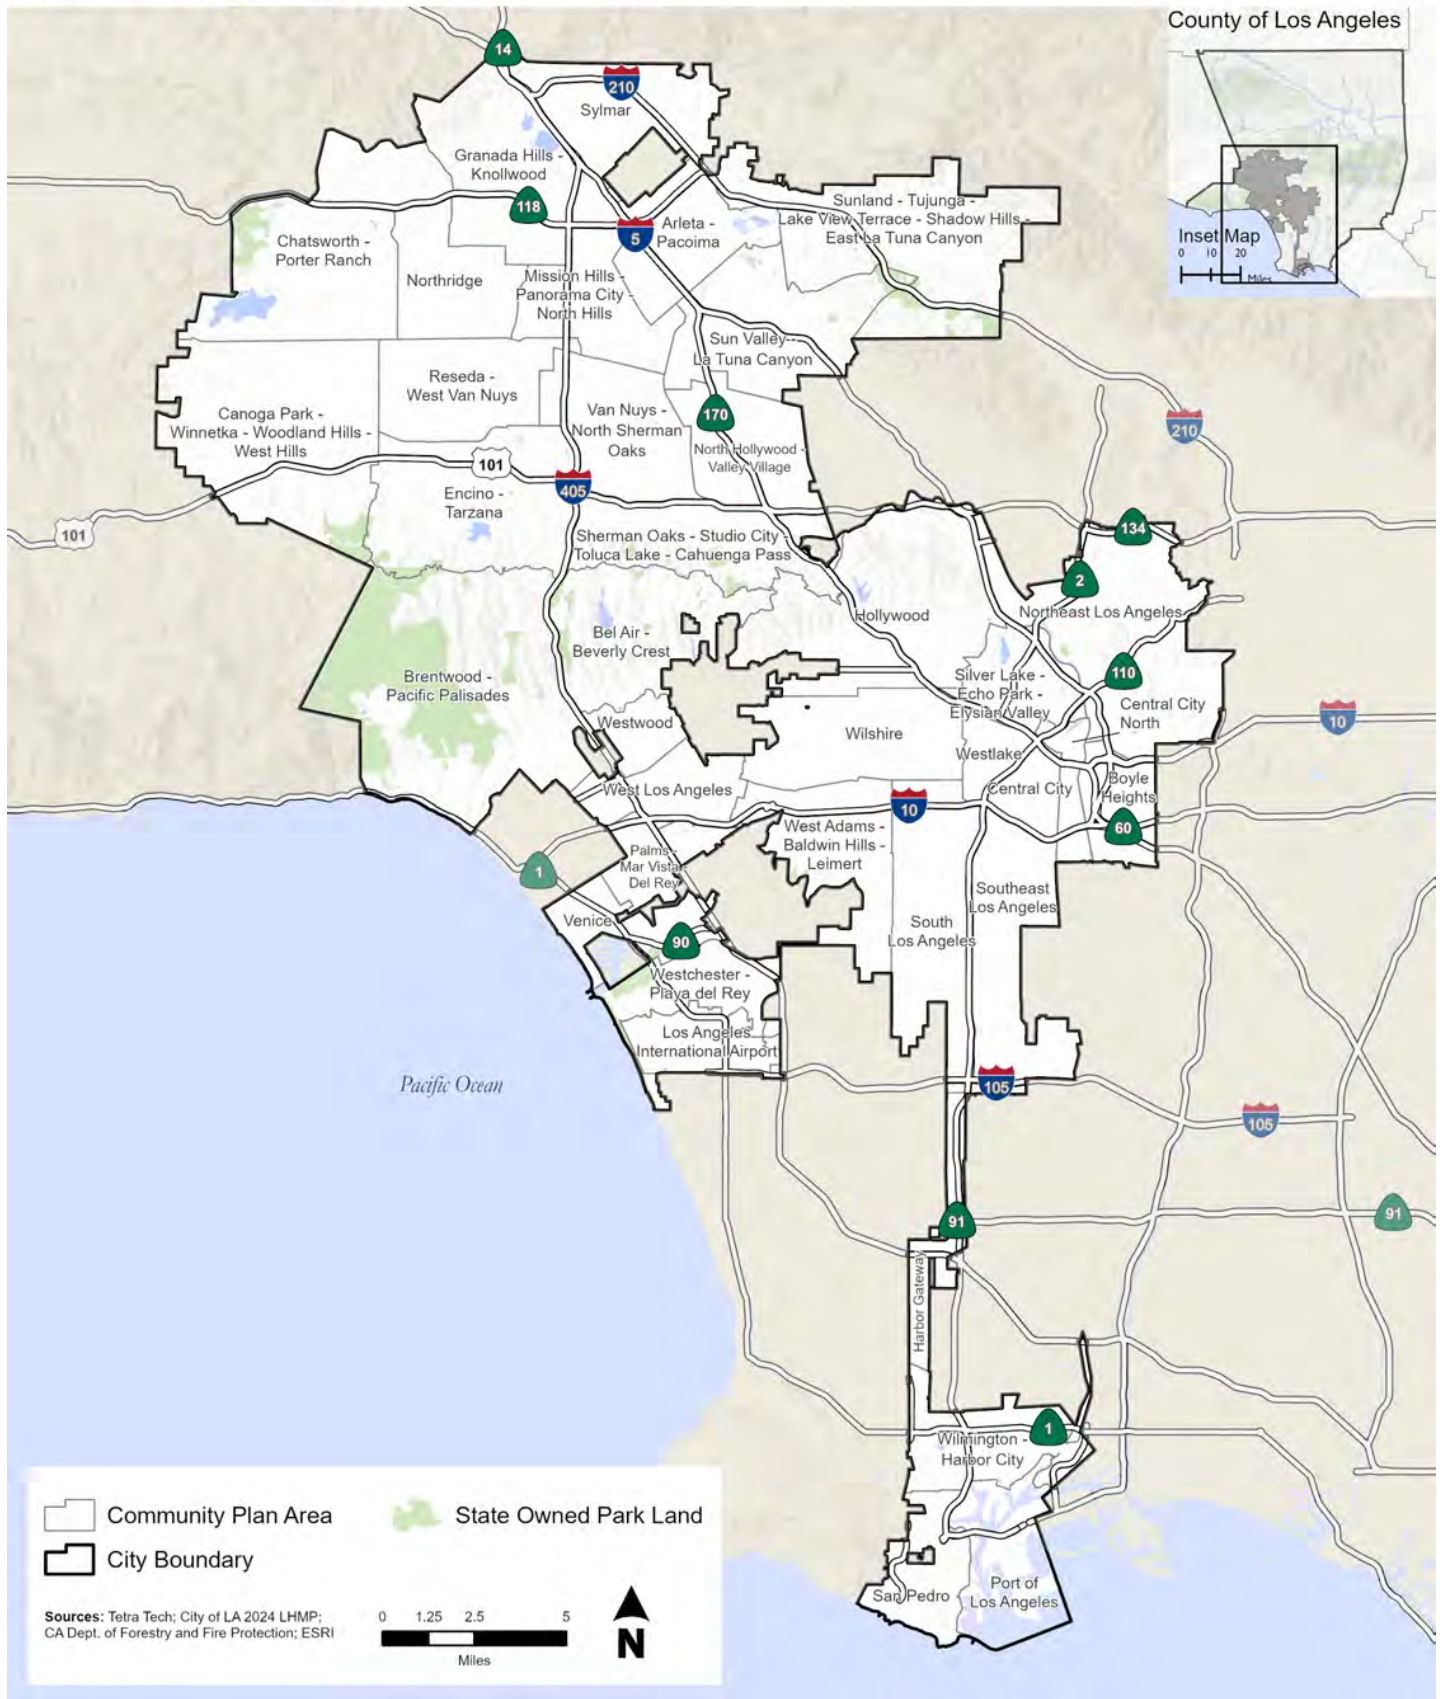 County of Los Angeles
Inset Map
0 10 20
Miles
14
210
Sylmar
Granada Hills -
Knollwood
118
5
Arleta -
Pacoima
Sunland - Tujunga -
Lake View Terrace - Shadow Hills -
East La Tuna Canyon
Chatsworth -
Porter Ranch
Northridge
Mission Hills -
Panorama City -
North Hills
Sun Valley -
La Tuna Canyon
Reseda -
West Van Nuys
Canoga Park -
Winnetka - Woodland Hills -
West Hills
Van Nuys -
North Sherman
Oaks
170
North Hollywood -
Valley Village
210
101
405
101
Encino -
Tarzana
Sherman Oaks - Studio City -
Toluca Lake - Cahuenga Pass
134
2
Northeast Los Angeles
Hollywood
Bel Air -
Beverly Crest
Brentwood -
Pacific Palisades
110
Silver Lake -
Echo Park -
Elysian Valley
Central City
North
10
Westwood
Wilshire
Westlake
West Los Angeles
Central City
Boyle
Heights
10
60
West Adams -
Baldwin Hills -
Leimert
Palms -
Mar Vista -
Del Rey
1
Southeast
Los Angeles
Venice
South
Los Angeles
90
Westchester -
Playa del Rey
Los Angeles
International Airport
Pacific Ocean
105
105
91
91
Harbor Gateway
1
Wilmington -
Harbor City
San Pedro
Port of
Los Angeles
Community Plan Area
State Owned Park Land
City Boundary
Sources: Tetra Tech; City of LA 2024 LHMP;
CA Dept. of Forestry and Fire Protection; ESRI
0 1.25 2.5 5
Miles
N